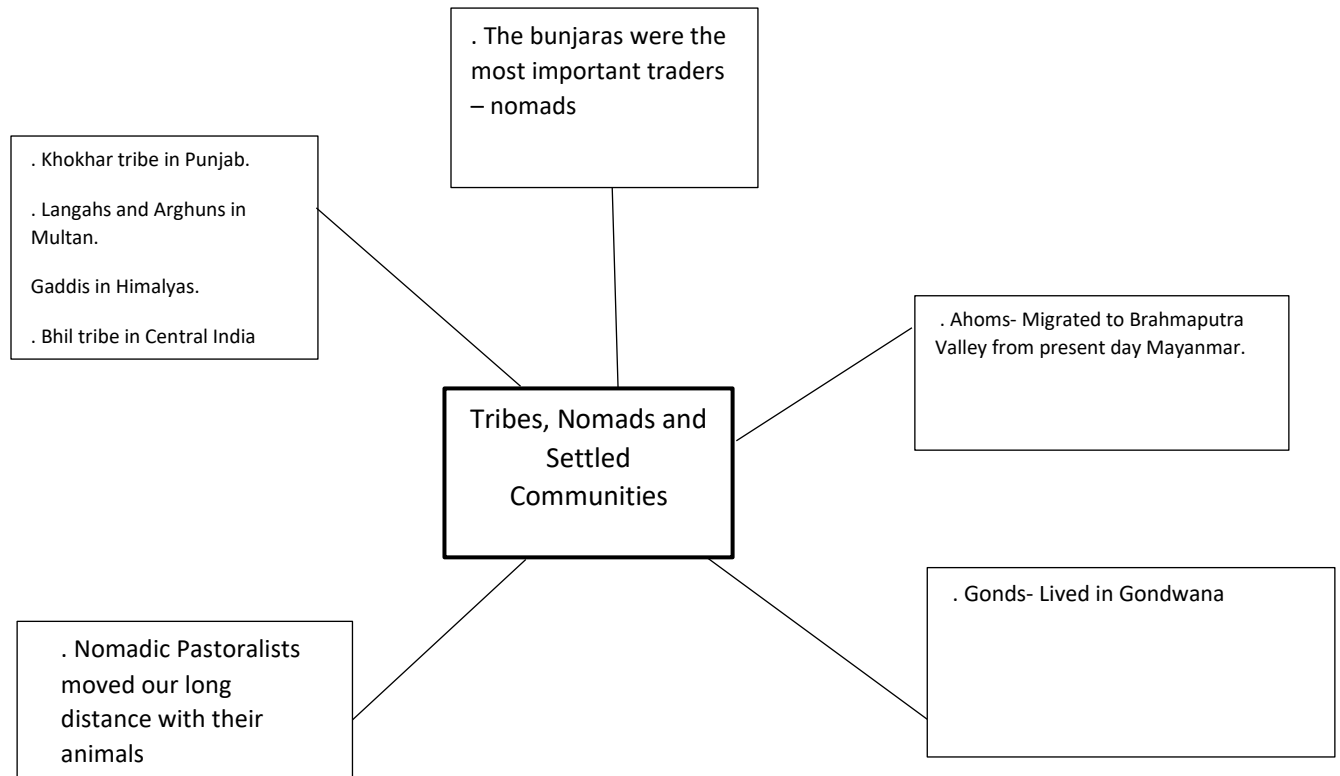 . The bunjaras were the
most important traders
– nomads
. Khokhar tribe in Punjab.
. Langahs and Arghuns in
Multan.
Gaddis in Himalyas.
. Bhil tribe in Central India
. Ahoms- Migrated to Brahmaputra
Valley from present day Mayanmar.
Tribes, Nomads and
Settled
Communities
. Gonds- Lived in Gondwana
. Nomadic Pastoralists
moved our long
distance with their
animals